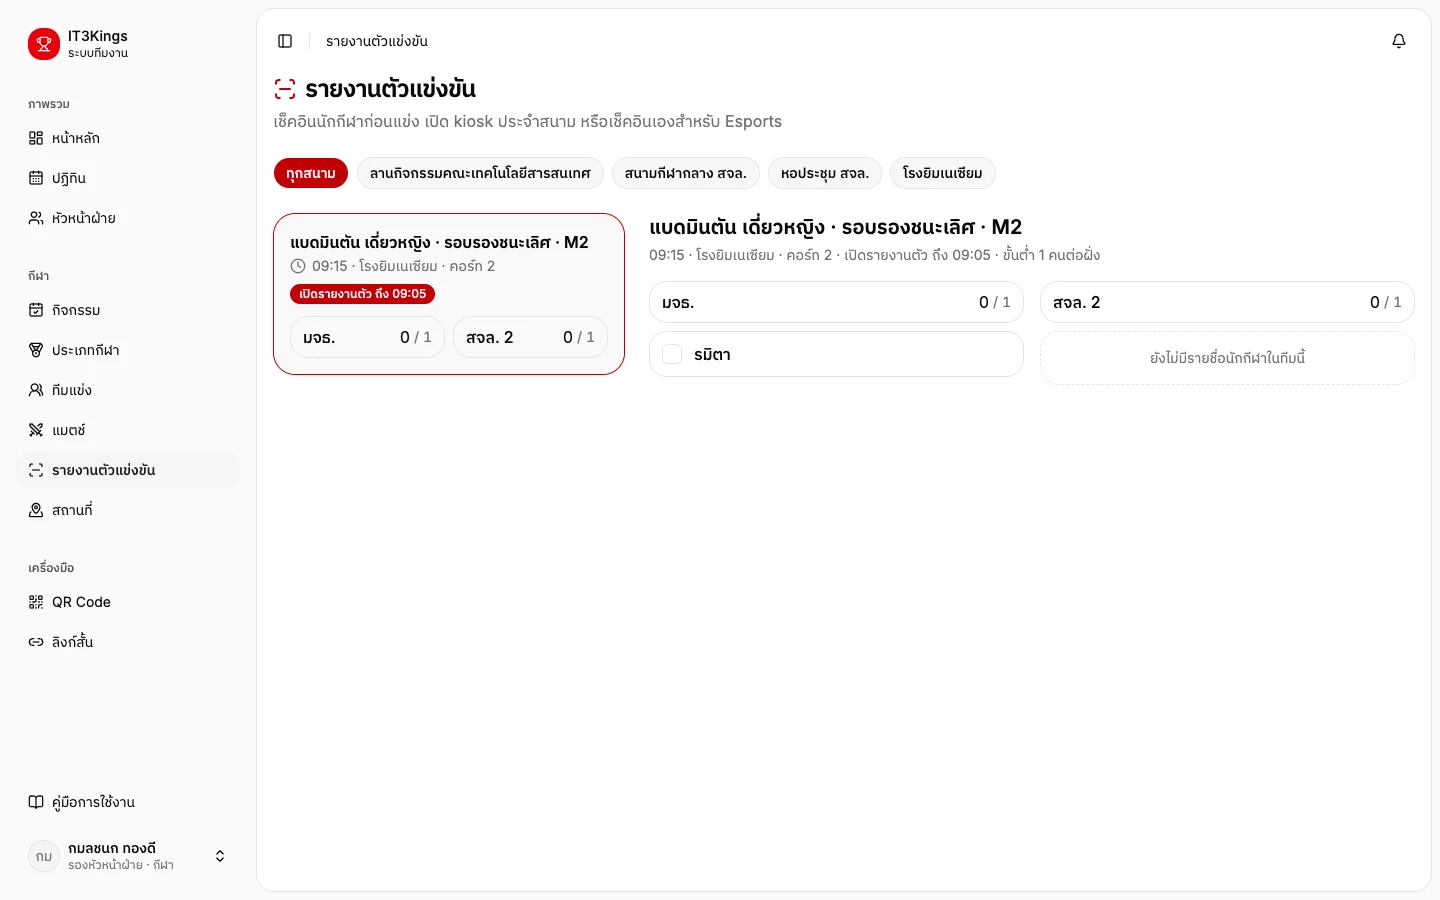 IT3Kings
ระบบทีมงาน
ภาพรวม
หน้าหลัก
ปฏิทิน
หัวหน้าฝ่าย
กีฬา
กิจกรรม
ประเภทกีฬา
ทีมแข่ง
แมตช์
รายงานตัวแข่งขัน
สถานที่
เครื่องมือ
QR Code
ลิงก์สั้น
คู่มือการใช้งาน
กม
กมลชนก ทองดี
รองหัวหน้าฝ่าย · กีฬา
รายงานตัวแข่งขัน
รายงานตัวแข่งขัน
เช็คอินนักกีฬาก่อนแข่ง เปิด kiosk ประจำสนาม หรือเช็คอินเองสำหรับ Esports
ทุกสนาม
ลานกิจกรรมคณะเทคโนโลยีสารสนเทศ
สนามกีฬากลาง สจล.
หอประชุม สจล.
โรงยิมเนเซียม
แบดมินตัน เดี่ยวหญิง · รอบรองชนะเลิศ · M2
09:15 · โรงยิมเนเซียม · คอร์ท 2
เปิดรายงานตัว ถึง 09:05
มจธ. 0 / 1
สจล. 2 0 / 1
แบดมินตัน เดี่ยวหญิง · รอบรองชนะเลิศ · M2
09:15 · โรงยิมเนเซียม · คอร์ท 2 · เปิดรายงานตัว ถึง 09:05 · ขั้นต่ำ 1 คนต่อฝั่ง
มจธ. 0 / 1
รมิตา
สจล. 2 0 / 1
ยังไม่มีรายชื่อนักกีฬาในทีมนี้